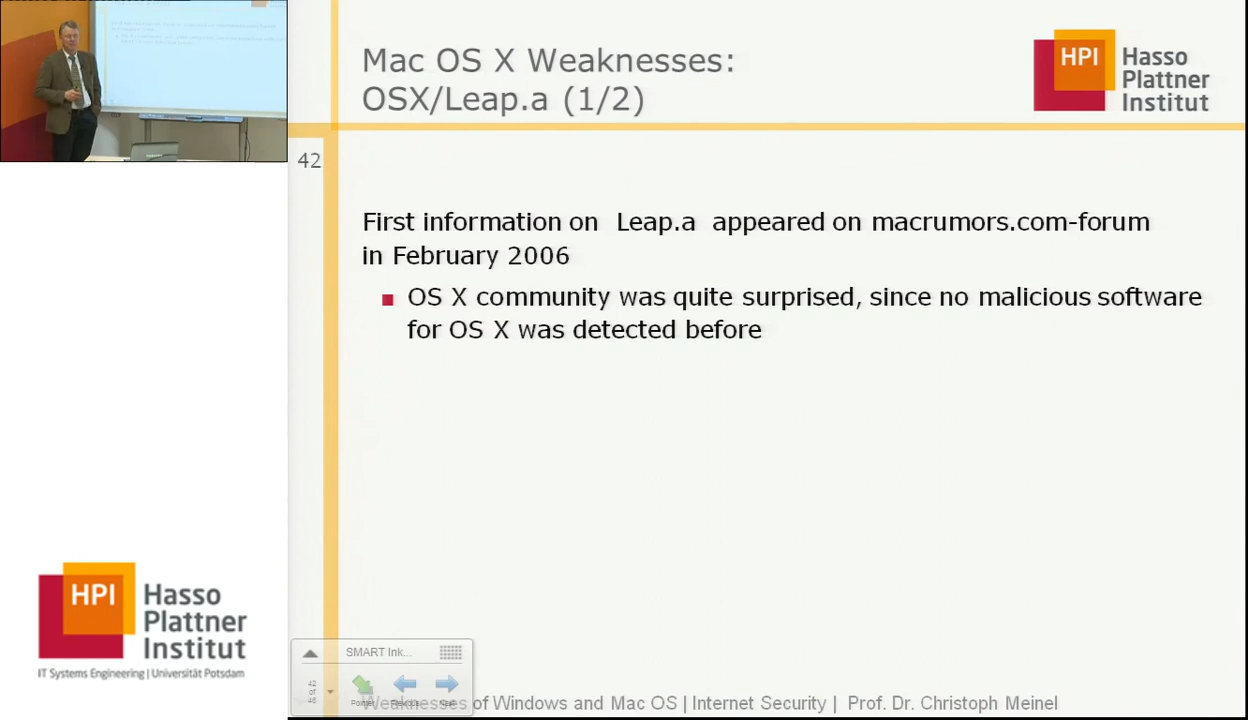 Mac OS X Weaknesses:
OSX/Leap.a (1/2)
HPI
Hasso
Plattner
Institut
42
First information on Leap.a appeared on macrumors.com-forum
in February 2006
OS X community was quite surprised, since no malicious software
for OS X was detected before
HPI
Hasso
Plattner
Institut
IT Systems Engineering | Universität Potsdam
SMART Ink...
42
of
48
Weaknesses of Windows and Mac OS | Internet Security | Prof. Dr. Christoph Meinel